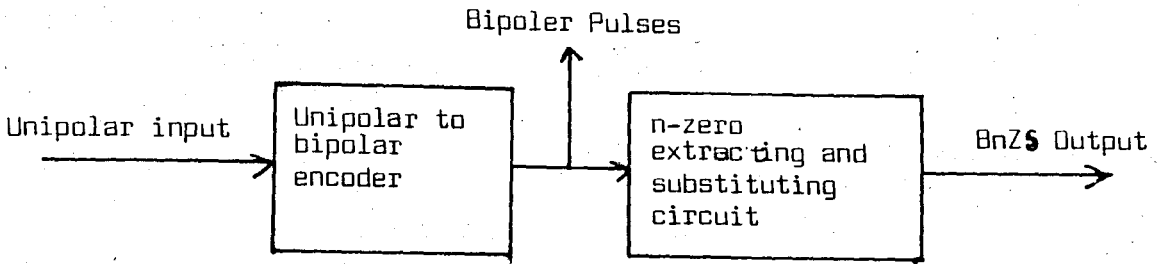 Bipoler Pulses
Unipolar input
Unipolar to
bipolar
encoder
n-zero
extracting and
substituting
circuit
BnZS Output